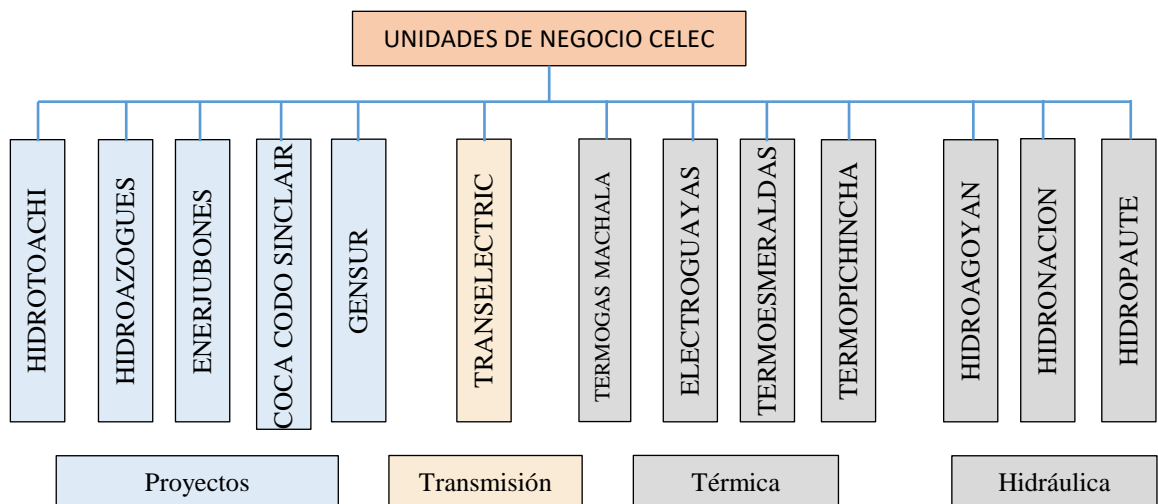 UNIDADES DE NEGOCIO CELEC
HIDROTOACHI
HIDROAZOGUES
ENERJUBONES
COCA CODO SINCLAIR
GENSUR
TRANSELECTRIC
TERMOGAS MACHALA
ELECTROGUAYAS
TERMOESMERALDAS
TERMOPICHINCHA
HIDROAGOYAN
HIDRONACION
HIDROPAUTE
Proyectos
Transmisión
Térmica
Hidráulica